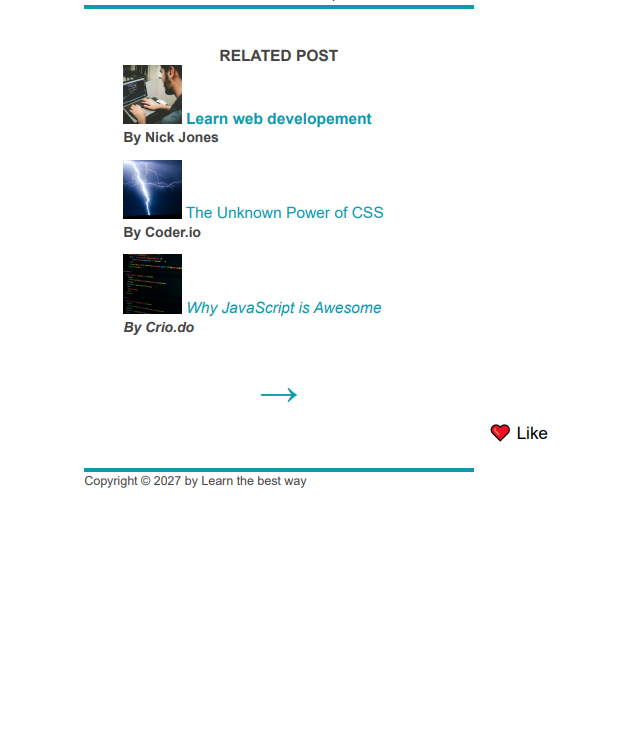 RELATED POST
Learn web developement
By Nick Jones
The Unknown Power of CSS
By Coder.io
Why JavaScript is Awesome
By Crio.do
→
❤️ Like
Copyright © 2027 by Learn the best way